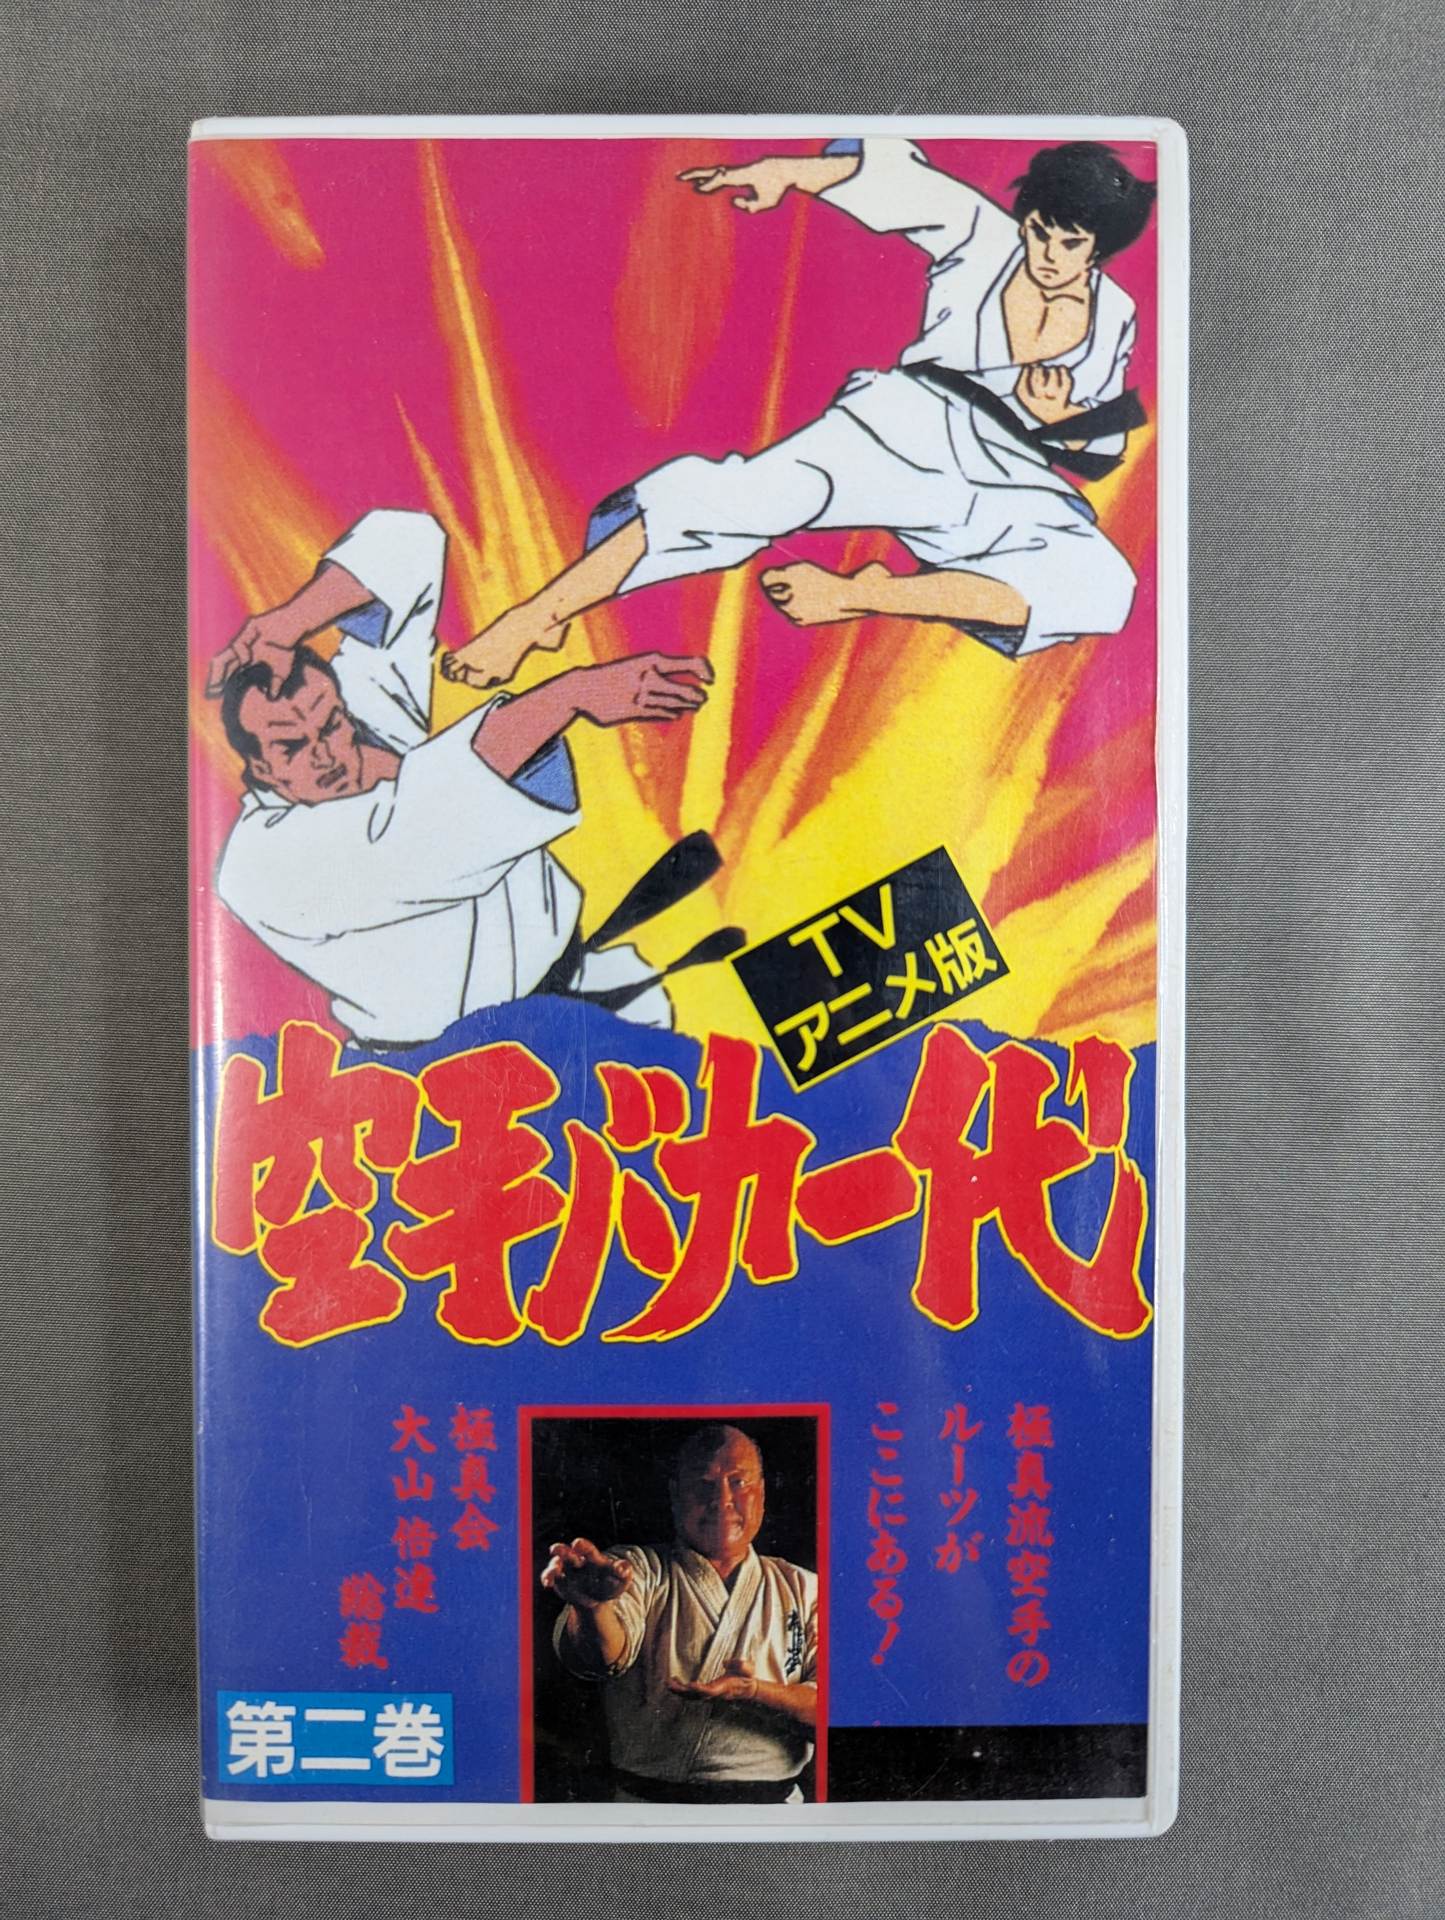 TV
アニメ版
空手バカ一代
極真流空手の
ルーツが
ここにある!
極真会
大山倍達
総裁
第二巻